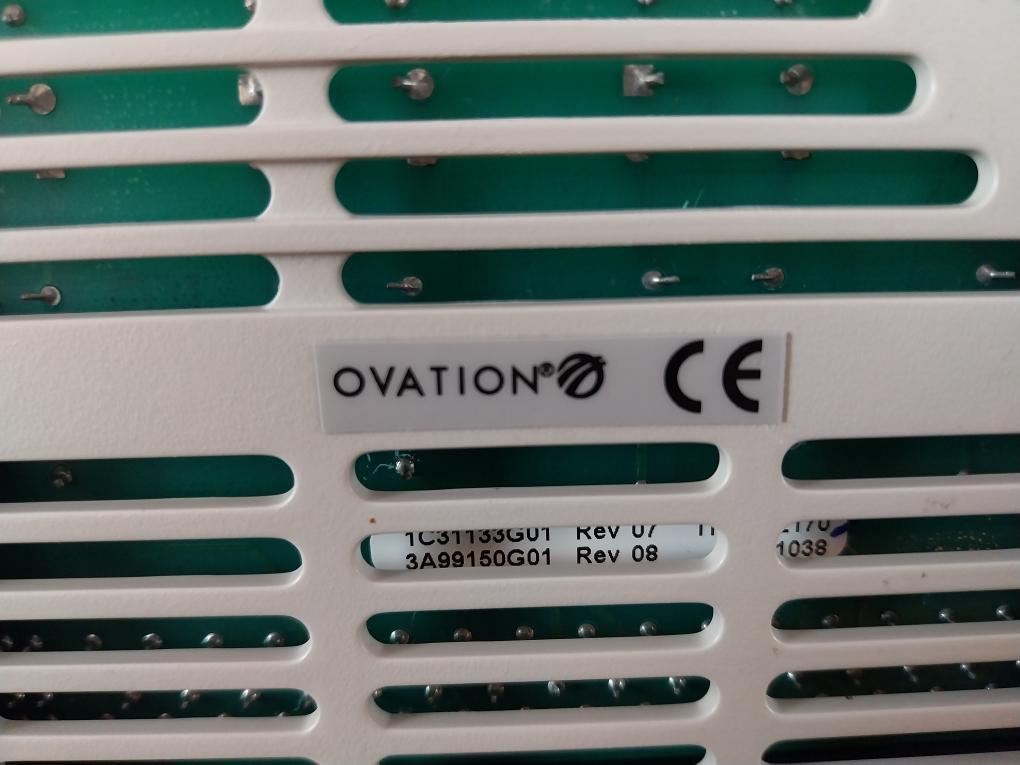 OVATION® CE
1C31133G01 Rev 07
3A99150G01 Rev 08 1038